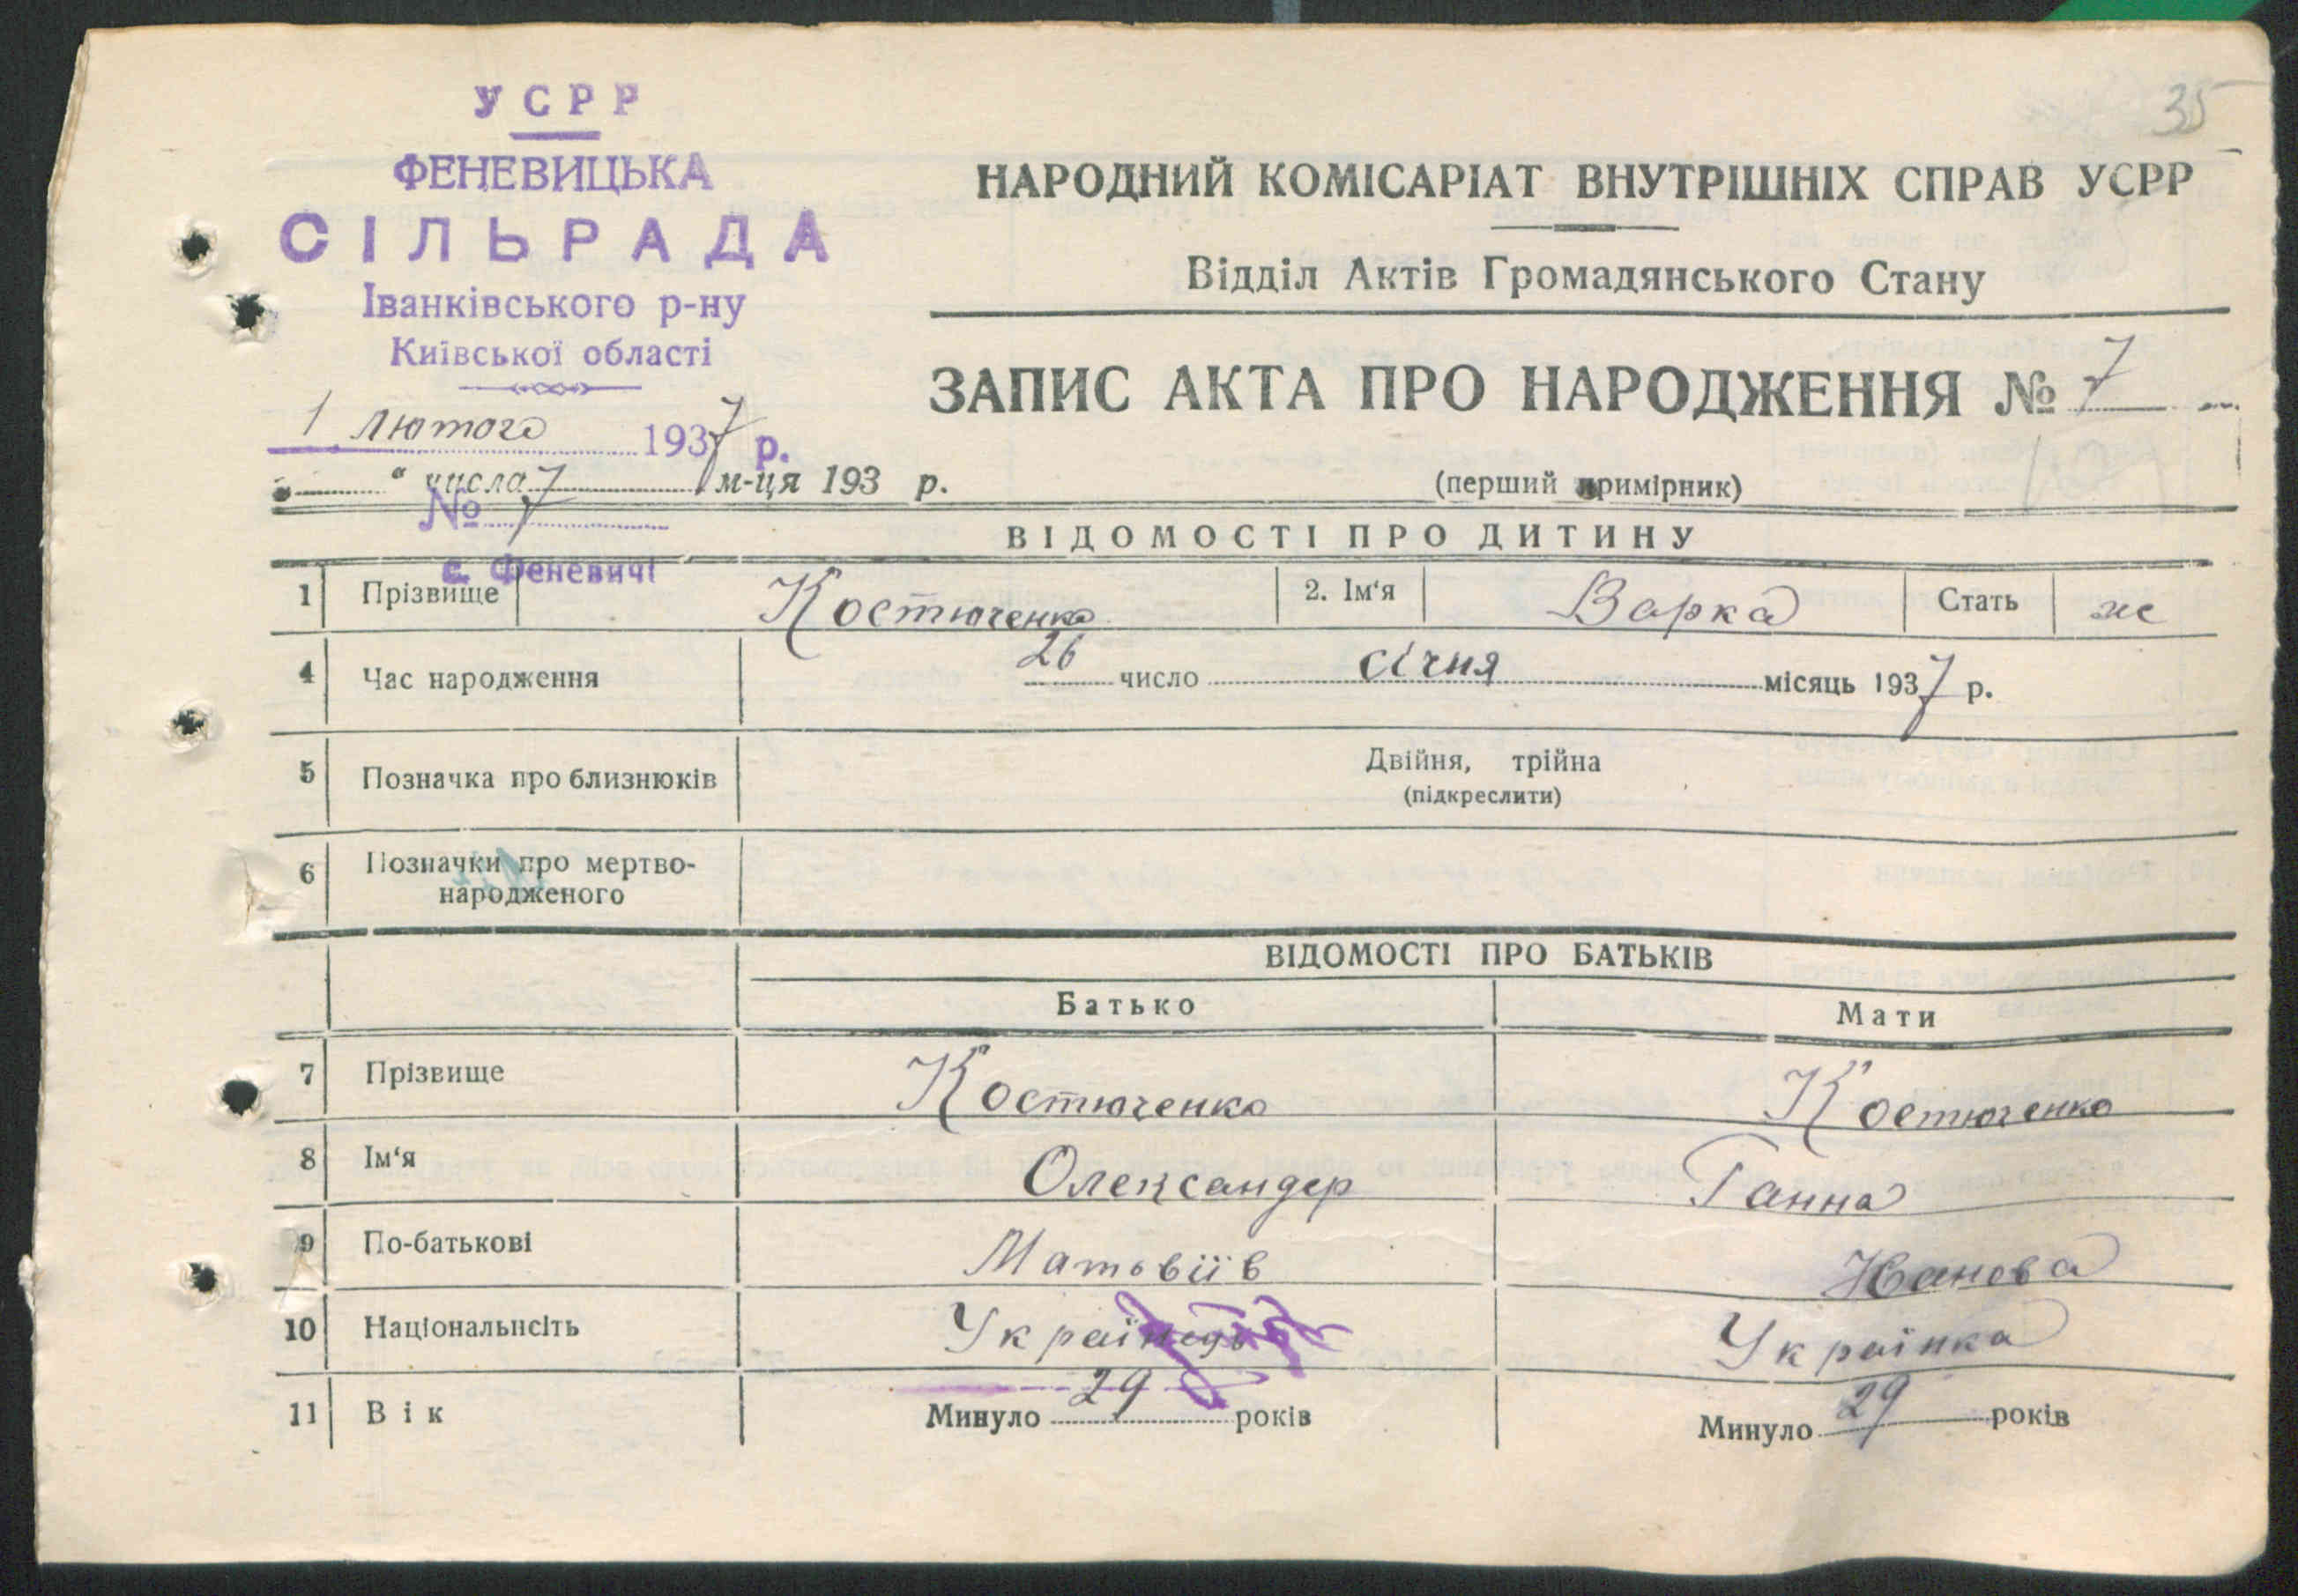 35
УСРР
ФЕНЕВИЦЬКА
СІЛЬРАДА
Іванківського р-ну
Київської області
1 лютого 1937 р.
" числа 7 м-ця 193 р.
№ 7
с. Феневичі
НАРОДНИЙ КОМІСАРІАТ ВНУТРІШНІХ СПРАВ УСРР
Відділ Актів Громадянського Стану
ЗАПИС АКТА ПРО НАРОДЖЕННЯ № 7
(перший примірник)
ВІДОМОСТІ ПРО ДИТИНУ
1 Прізвище Костюченко 2. Ім'я Варка Стать ж
4 Час народження 26 число січня місяць 1937 р.
5 Позначка про близнюків Двійня, трійна
(підкреслити)
6 Позначки про мертво-
народженого
ВІДОМОСТІ ПРО БАТЬКІВ
Батько Мати
7 Прізвище Костюченко Костюченко
8 Ім'я Олександер Ганна
9 По-батькові Матвіїв Іванова
10 Національнсіть Українець Українка
11 Вік Минуло 29 років Минуло 29 років